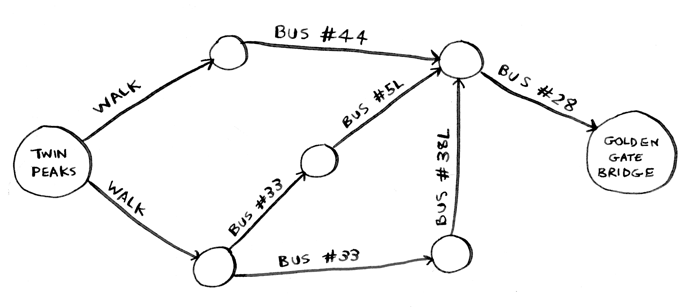 BUS #44
WALK
BUS #5L
BUS #28
TWIN
PEAKS
GOLDEN
GATE
BRIDGE
WALK
BUS #33
BUS #38L
BUS #33